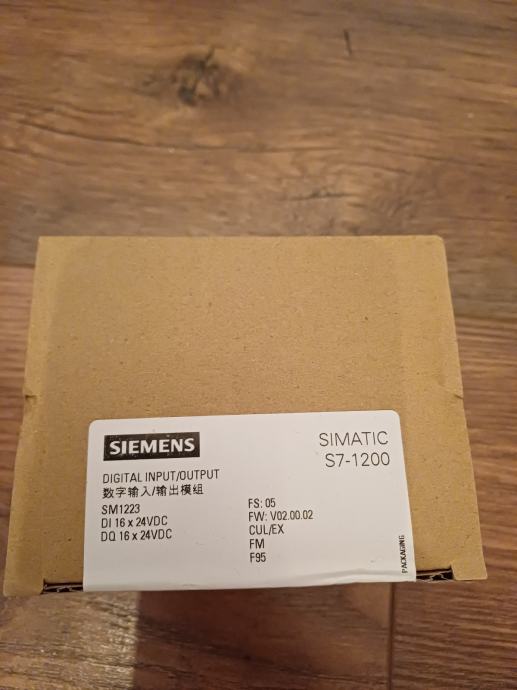 SIEMENS
SIMATIC
S7-1200
DIGITAL INPUT/OUTPUT
数字输入/输出模组
SM1223
DI 16 x 24VDC
DQ 16 x 24VDC
FS: 05
FW: V02.00.02
CUL/EX
FM
F95
PACKAGING